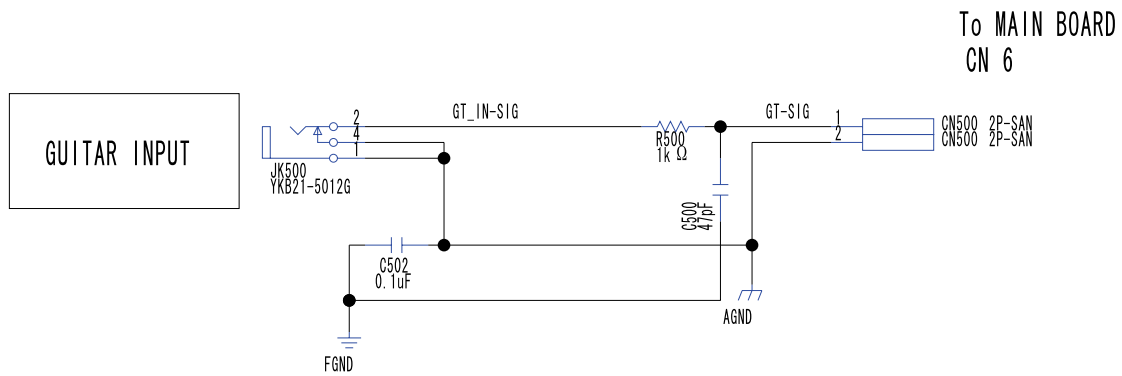 To MAIN BOARD
CN 6
GUITAR INPUT
2
4
1
GT_IN-SIG
GT-SIG
1
2
CN500 2P-SAN
CN500 2P-SAN
R500
1k Ω
JK500
YKB21-5012G
C500
47pF
C502
0.1uF
AGND
FGND